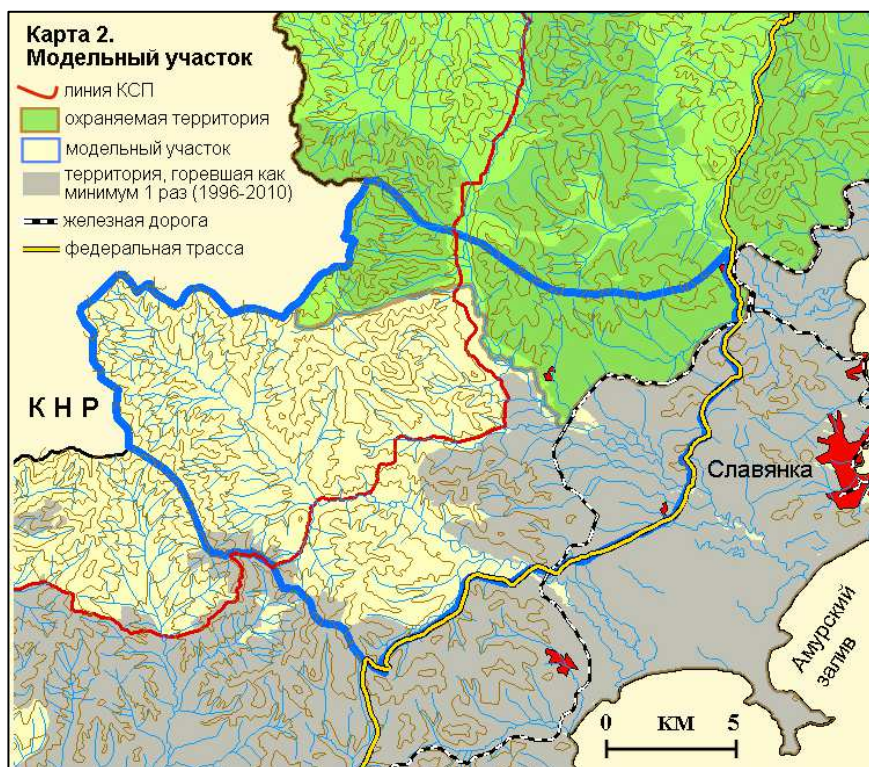 Карта 2.
Модельный участок
линия КСП
охраняемая территория
модельный участок
территория, горевшая как
минимум 1 раз (1996-2010)
железная дорога
федеральная трасса
КНР
Славянка
Амурский
залив
0 км 5